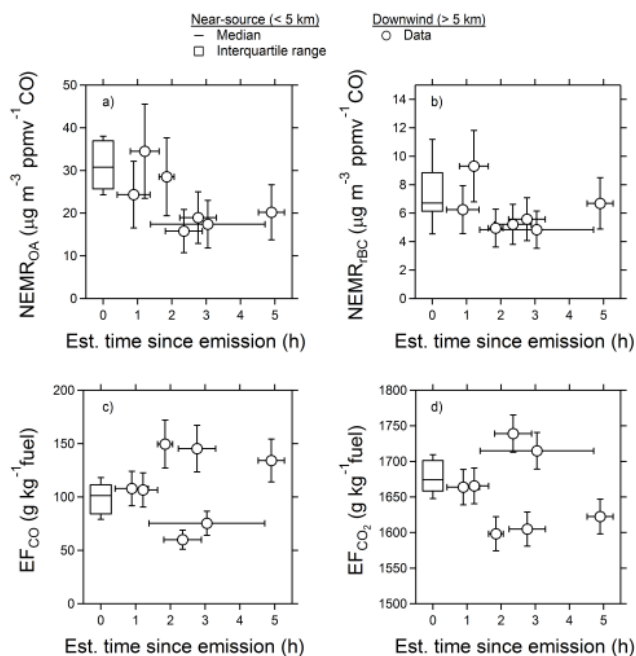 Near-source (< 5 km) Downwind (> 5 km)
Median Data
Interquartile range
a)
NEMR_OA (µg m⁻³ ppmv⁻¹ CO)
50
40
30
20
10
0
0 1 2 3 4 5
Est. time since emission (h)
b)
NEMR_rBC (µg m⁻³ ppmv⁻¹ CO)
14
12
10
8
6
4
2
0
0 1 2 3 4 5
Est. time since emission (h)
c)
EF_CO (g kg⁻¹fuel)
200
150
100
50
0
0 1 2 3 4 5
Est. time since emission (h)
d)
EF_CO₂ (g kg⁻¹fuel)
1800
1750
1700
1650
1600
1550
1500
0 1 2 3 4 5
Est. time since emission (h)